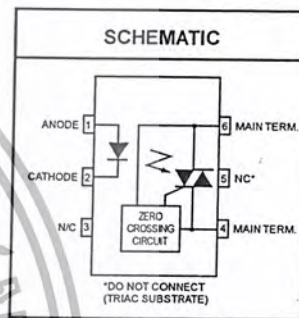 SCHEMATIC
ANODE 1
6 MAIN TERM.
CATHODE 2
5 NC*
N/C 3
ZERO
CROSSING
CIRCUIT
4 MAIN TERM.
*DO NOT CONNECT
(TRIAC SUBSTRATE)